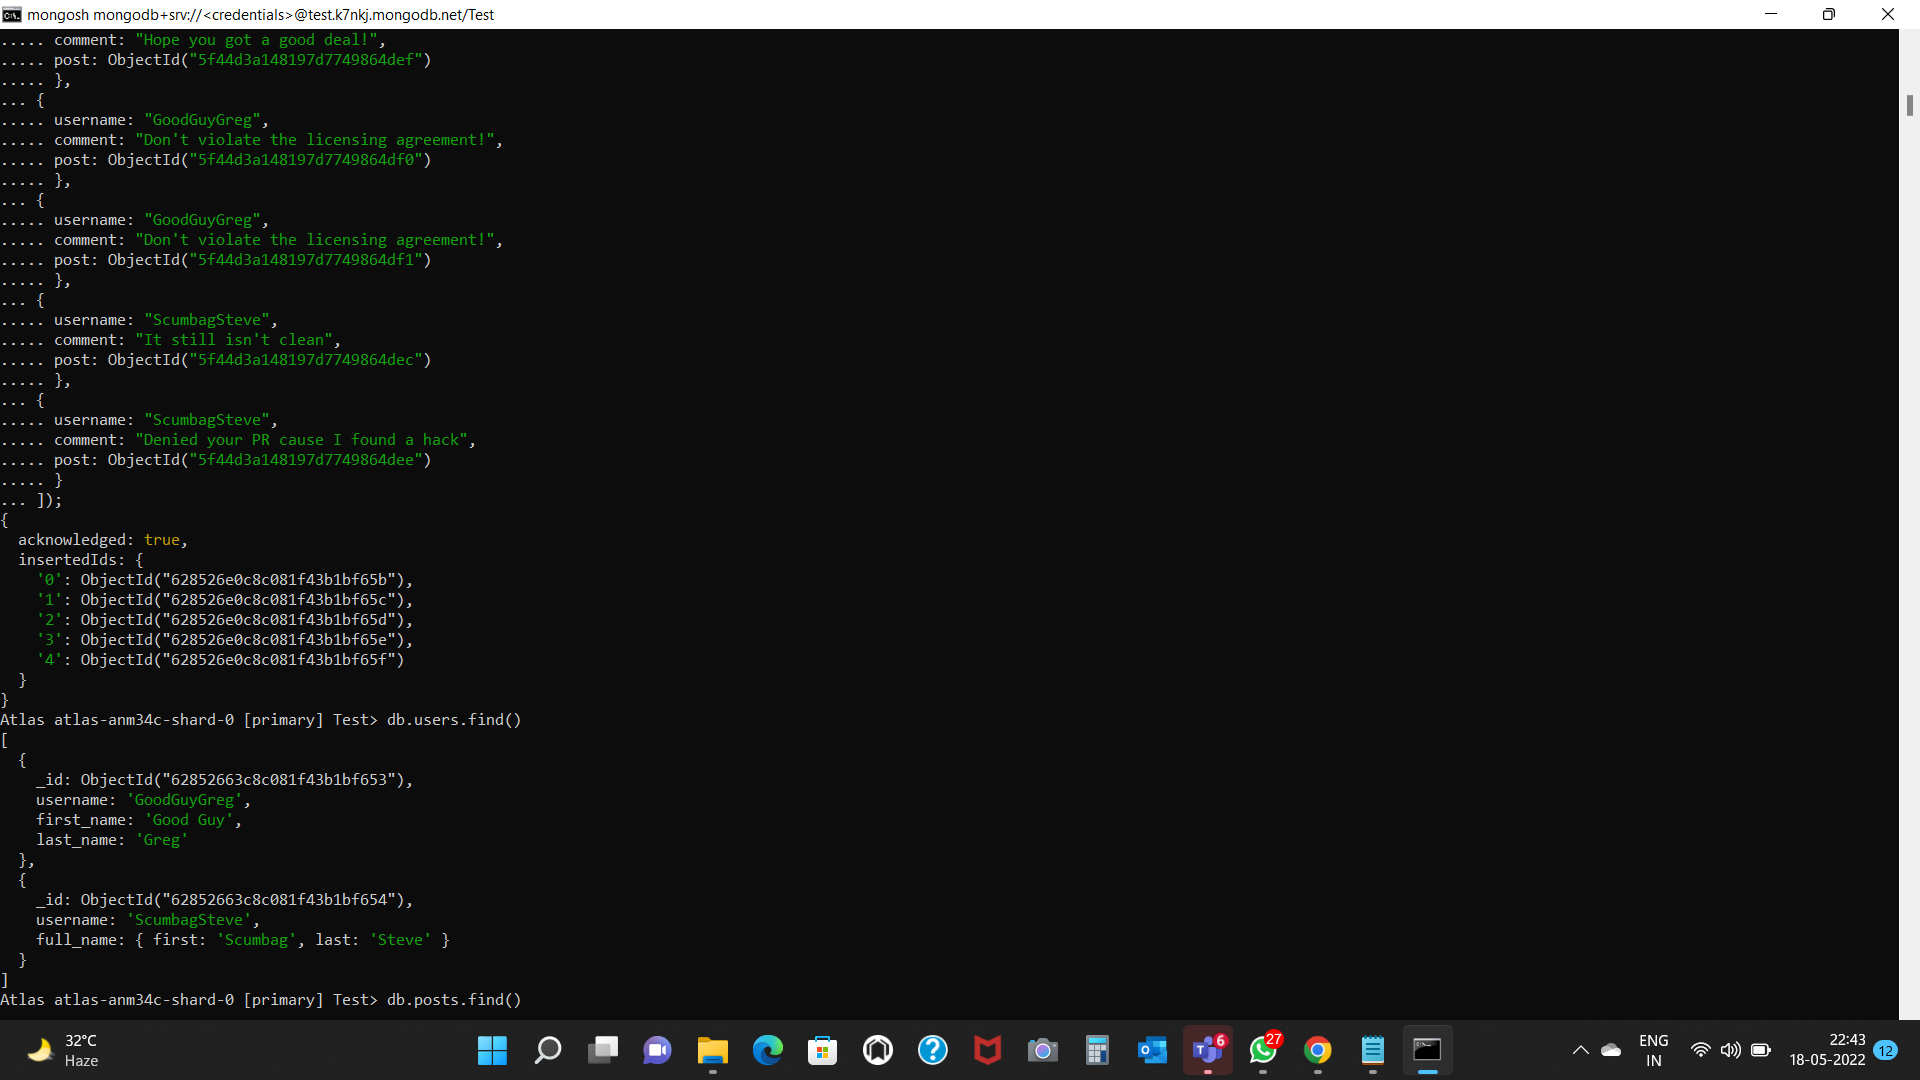 mongosh mongodb+srv://<credentials>@test.k7nkj.mongodb.net/Test
..... comment: "Hope you got a good deal!",
..... post: ObjectId("5f44d3a148197d7749864def")
..... },
... {
..... username: "GoodGuyGreg",
..... comment: "Don't violate the licensing agreement!",
..... post: ObjectId("5f44d3a148197d7749864df0")
..... },
... {
..... username: "GoodGuyGreg",
..... comment: "Don't violate the licensing agreement!",
..... post: ObjectId("5f44d3a148197d7749864df1")
..... },
... {
..... username: "ScumbagSteve",
..... comment: "It still isn't clean",
..... post: ObjectId("5f44d3a148197d7749864dec")
..... },
... {
..... username: "ScumbagSteve",
..... comment: "Denied your PR cause I found a hack",
..... post: ObjectId("5f44d3a148197d7749864dee")
..... }
... ]);
{
  acknowledged: true,
  insertedIds: {
    '0': ObjectId("628526e0c8c081f43b1bf65b"),
    '1': ObjectId("628526e0c8c081f43b1bf65c"),
    '2': ObjectId("628526e0c8c081f43b1bf65d"),
    '3': ObjectId("628526e0c8c081f43b1bf65e"),
    '4': ObjectId("628526e0c8c081f43b1bf65f")
  }
}
Atlas atlas-anm34c-shard-0 [primary] Test> db.users.find()
[
  {
    _id: ObjectId("62852663c8c081f43b1bf653"),
    username: 'GoodGuyGreg',
    first_name: 'Good Guy',
    last_name: 'Greg'
  },
  {
    _id: ObjectId("62852663c8c081f43b1bf654"),
    username: 'ScumbagSteve',
    full_name: { first: 'Scumbag', last: 'Steve' }
  }
]
Atlas atlas-anm34c-shard-0 [primary] Test> db.posts.find()
32°C
Haze
6
27
ENG
IN
22:43
18-05-2022
12